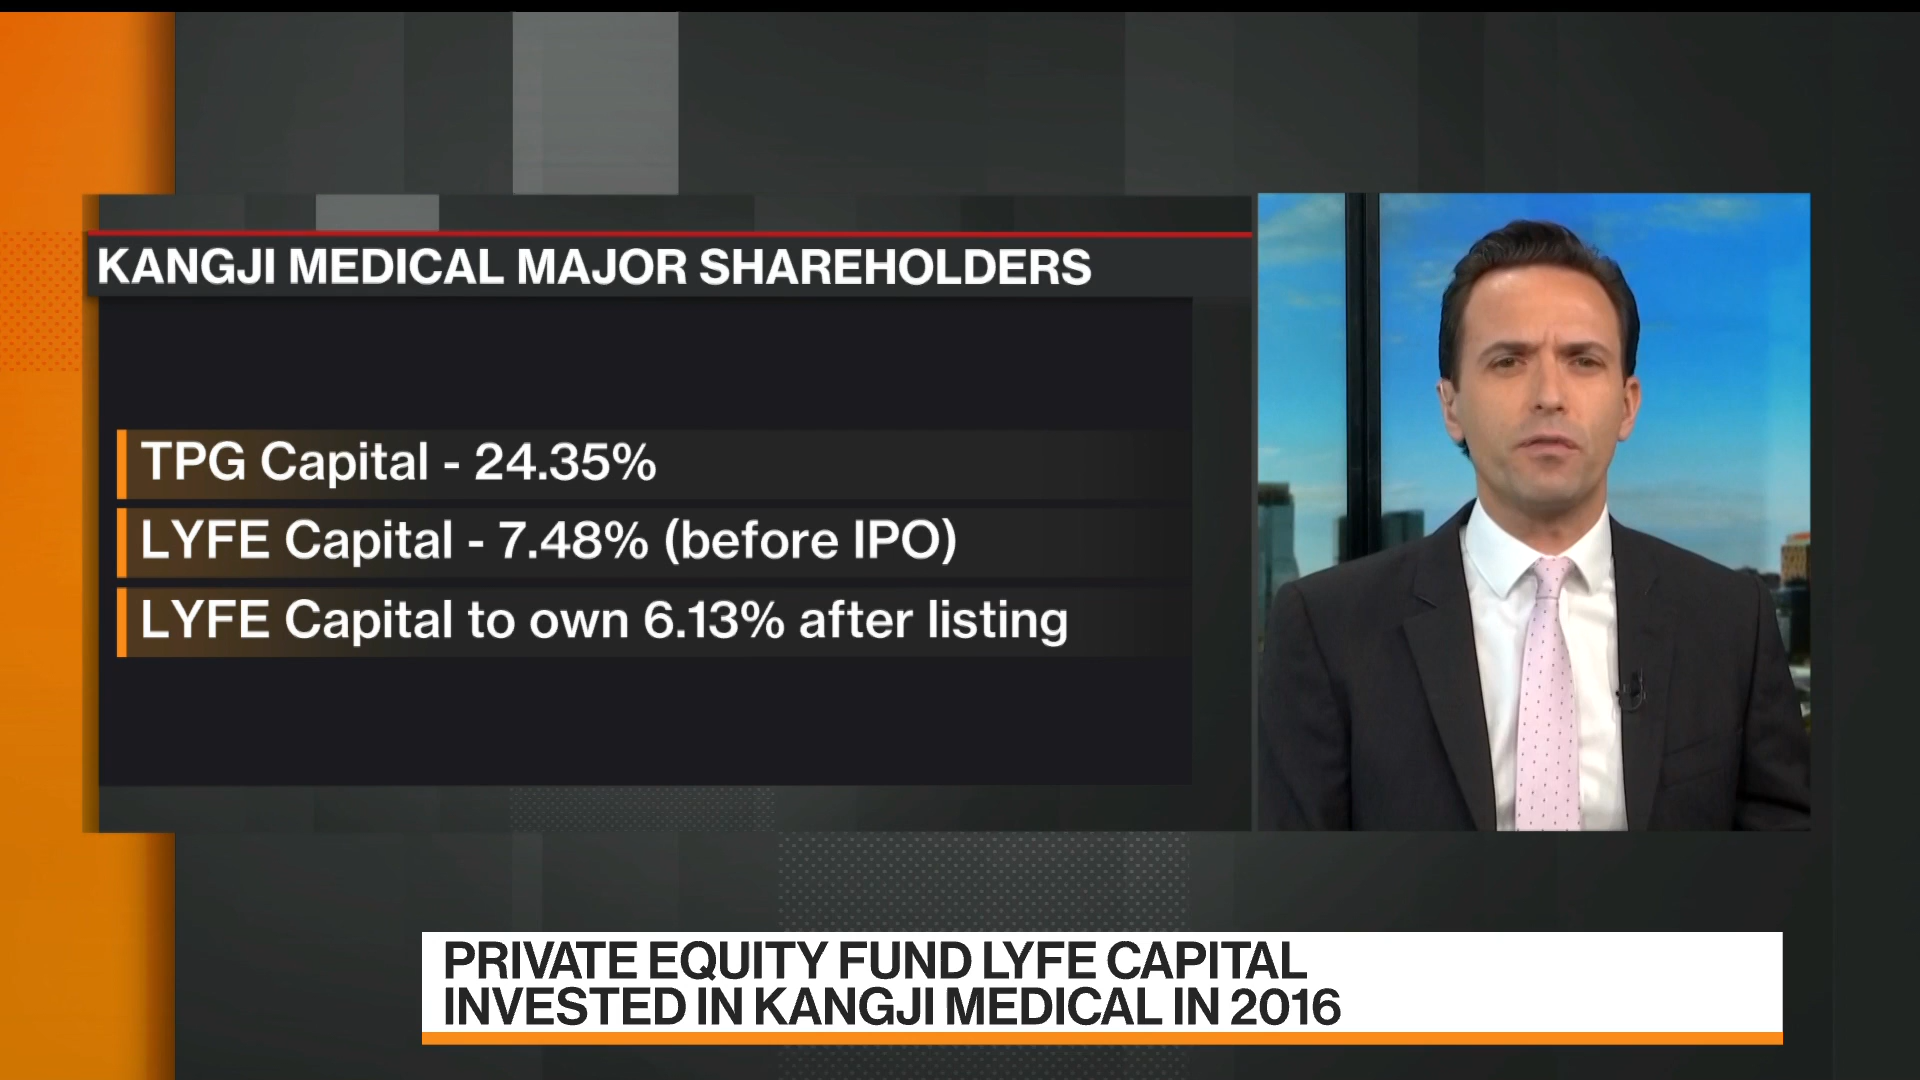 KANGJI MEDICAL MAJOR SHAREHOLDERS
TPG Capital - 24.35%
LYFE Capital - 7.48% (before IPO)
LYFE Capital to own 6.13% after listing
PRIVATE EQUITY FUND LYFE CAPITAL
INVESTED IN KANGJI MEDICAL IN 2016